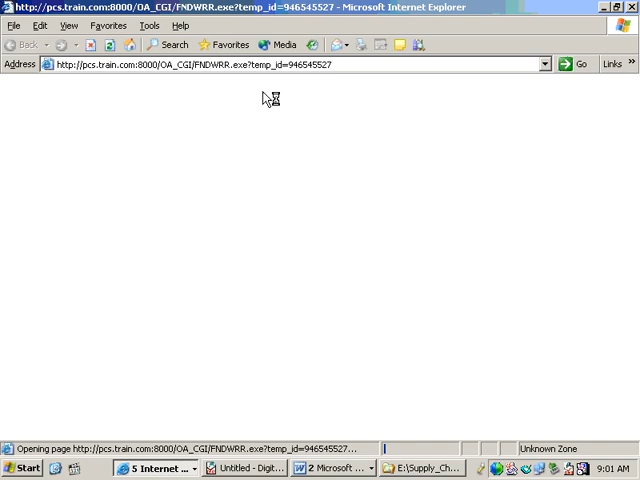 http://pcs.train.com:8000/OA_CGI/FNDWRR.exe?temp_id=946545527 - Microsoft Internet Explorer
File Edit View Favorites Tools Help
Back Search Favorites Media
Address http://pcs.train.com:8000/OA_CGI/FNDWRR.exe?temp_id=946545527 Go Links »
Opening page http://pcs.train.com:8000/OA_CGI/FNDWRR.exe?temp_id=946545527... Unknown Zone
Start 5 Internet ... Untitled - Digit... 2 Microsoft ... E:\Supply_Ch... 9:01 AM